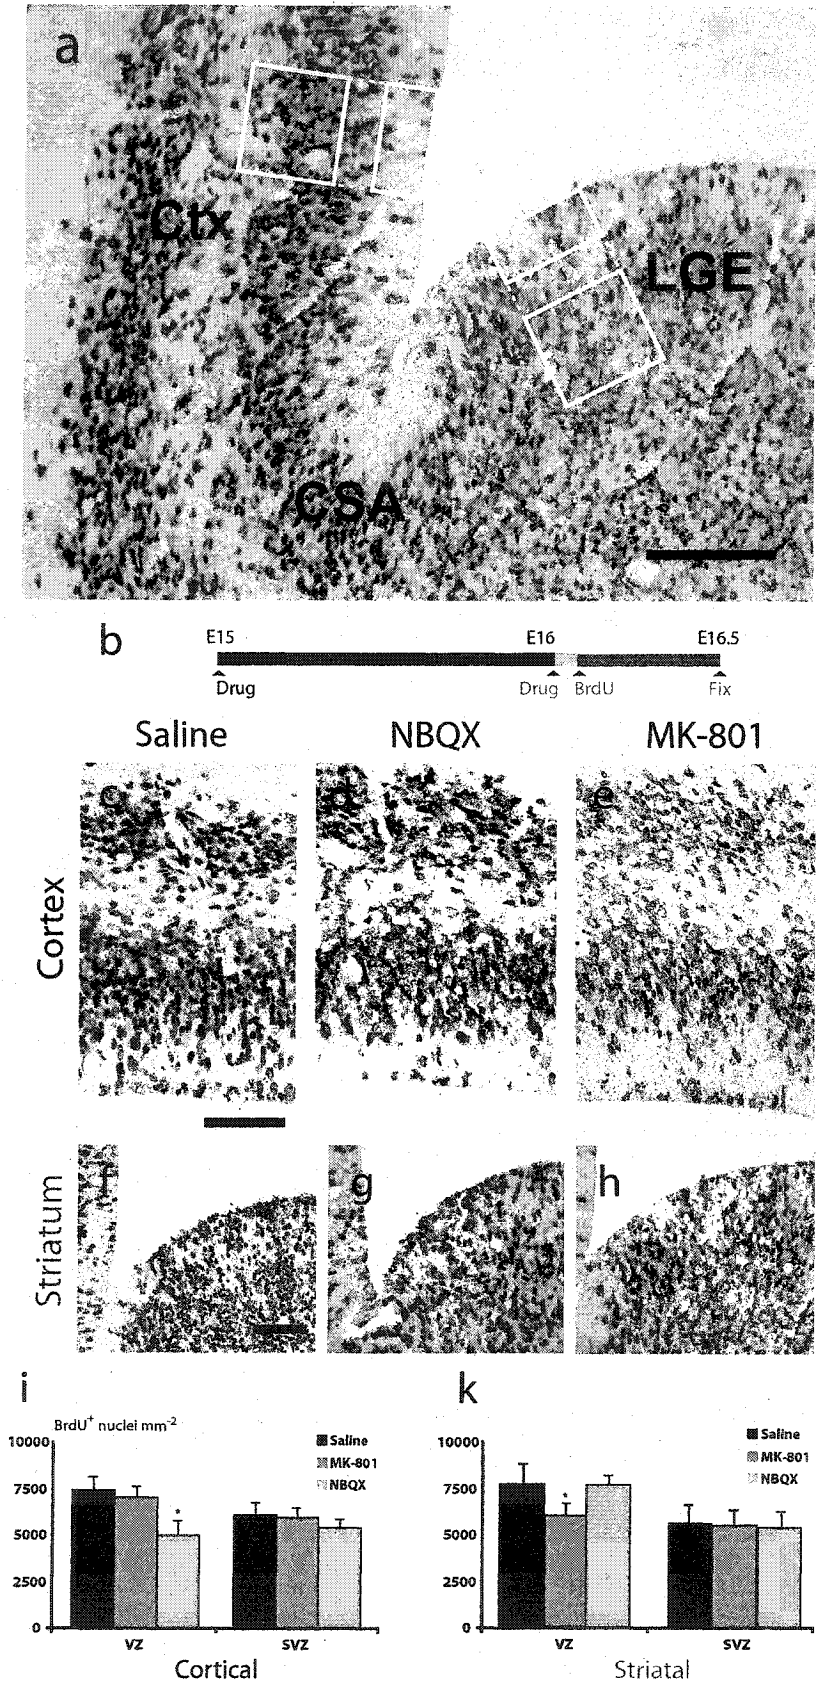 a
Ctx
LGE
CSA
b
E15 E16 E16.5
Drug Drug BrdU Fix
Saline NBQX MK-801
c d e
Cortex
f g h
Striatum
i k
BrdU⁺ nuclei mm⁻²
Saline
MK-801
NBQX
10000
7500
5000
2500
0
*
VZ SVZ
Cortical
Saline
MK-801
NBQX
10000
7500
5000
2500
0
*
VZ SVZ
Striatal